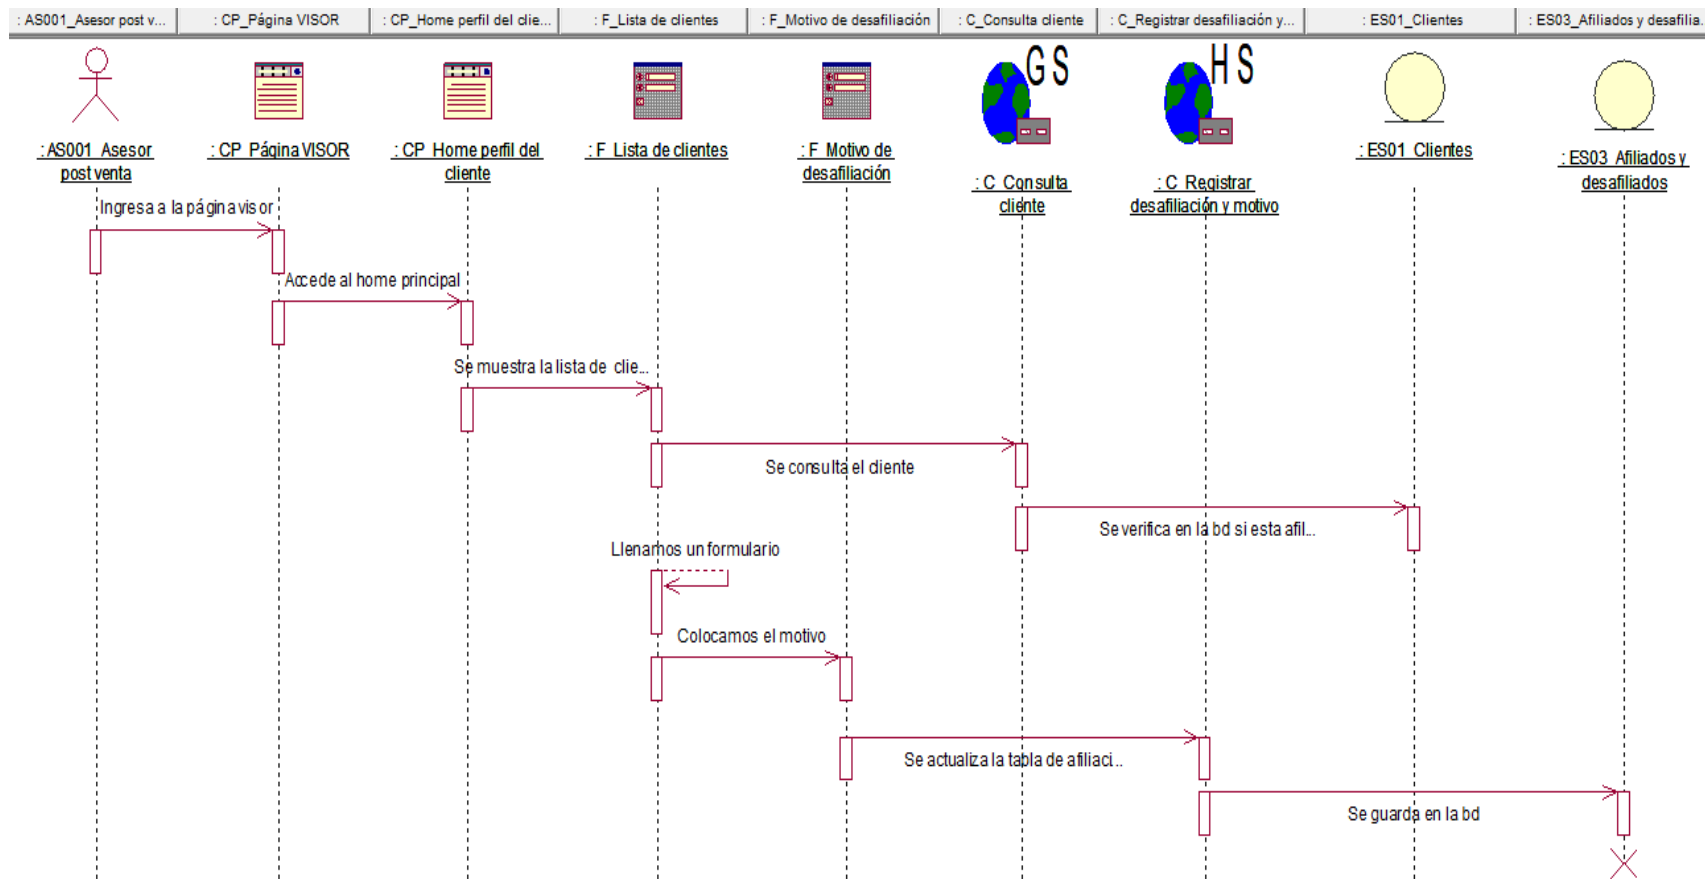 : AS001_Asesor post v...
: CP_Página VISOR
: CP_Home perfil del clie...
: F_Lista de clientes
: F_Motivo de desafiliación
: C_Consulta cliente
: C_Registrar desafiliación y...
: ES01_Clientes
: ES03_Afiliados y desafilia.
GS
HS
: AS001_Asesor
post venta
: CP_Página VISOR
: CP_Home perfil del
cliente
: F_Lista de clientes
: F_Motivo de
desafiliación
: C_Consulta
cliente
: C_Registrar
desafiliación y motivo
: ES01_Clientes
: ES03_Afiliados y
desafiliados
Ingresa a la página visor
Accede al home principal
Se muestra la lista de clie...
Se consulta el cliente
Se verifica en la bd si esta afil...
Llenamos un formulario
Colocamos el motivo
Se actualiza la tabla de afiliaci...
Se guarda en la bd